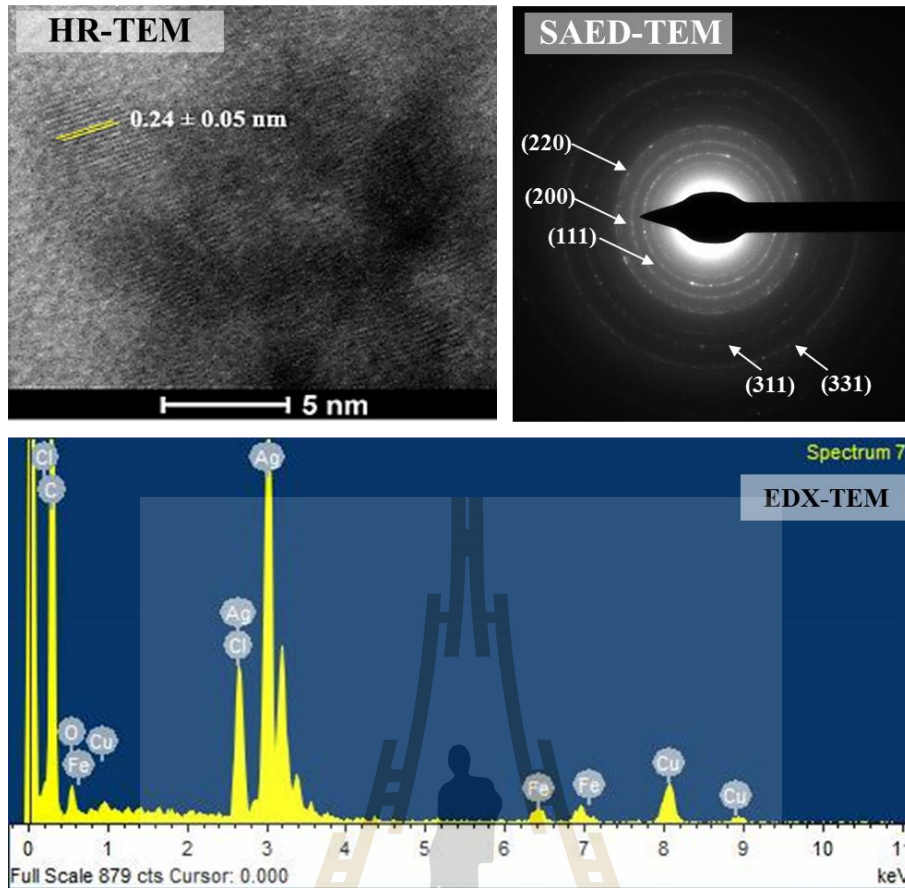 HR-TEM
0.24 ± 0.05 nm
5 nm
SAED-TEM
(220)
(200)
(111)
(311)
(331)
Spectrum 7
EDX-TEM
Cl
C
Ag
Ag
Cl
O
Cu
Fe
Fe
Fe
Cu
Cu
0 1 2 3 4 5 6 7 8 9 10 11
Full Scale 879 cts Cursor: 0.000
keV